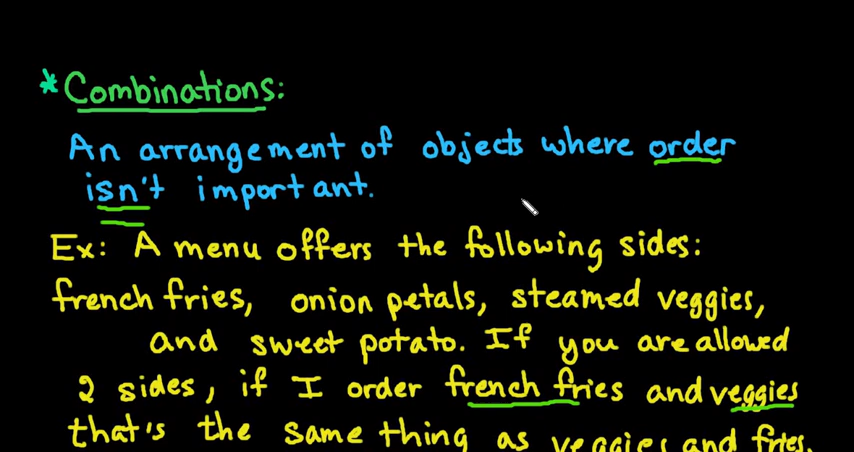 * Combinations:
An arrangement of objects where order
isn't important.
Ex: A menu offers the following sides:
french fries, onion petals, steamed veggies,
and sweet potato. If you are allowed
2 sides, if I order french fries and veggies
that's the same thing as veggies and fries.